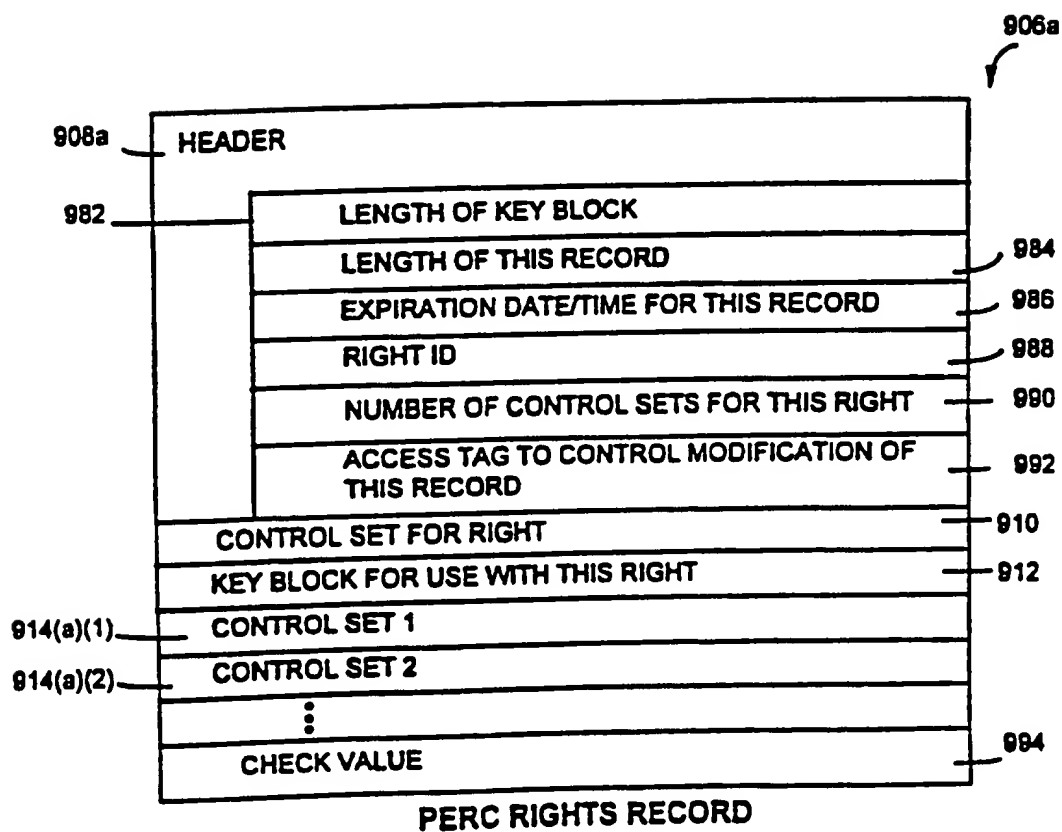 906a
908a HEADER
982 LENGTH OF KEY BLOCK
LENGTH OF THIS RECORD 984
EXPIRATION DATE/TIME FOR THIS RECORD 986
RIGHT ID 988
NUMBER OF CONTROL SETS FOR THIS RIGHT 990
ACCESS TAG TO CONTROL MODIFICATION OF
THIS RECORD 992
CONTROL SET FOR RIGHT 910
KEY BLOCK FOR USE WITH THIS RIGHT 912
914(a)(1) CONTROL SET 1
914(a)(2) CONTROL SET 2
CHECK VALUE 994
PERC RIGHTS RECORD